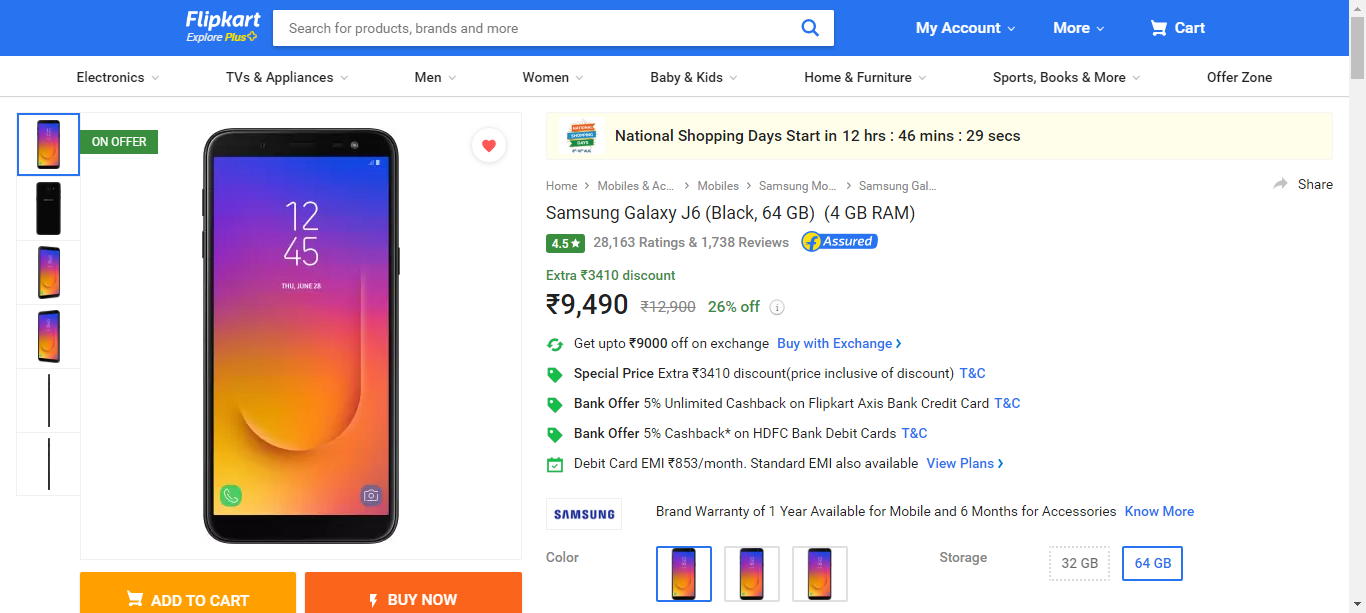 Flipkart
Explore Plus
Search for products, brands and more
My Account
More
Cart
Electronics
TVs & Appliances
Men
Women
Baby & Kids
Home & Furniture
Sports, Books & More
Offer Zone
ON OFFER
12
45
THU, JUNE 28
ADD TO CART
BUY NOW
NATIONAL SHOPPING DAYS
National Shopping Days Start in 12 hrs : 46 mins : 29 secs
Home > Mobiles & Ac... > Mobiles > Samsung Mo... > Samsung Gal...
Share
Samsung Galaxy J6 (Black, 64 GB) (4 GB RAM)
4.5★ 28,163 Ratings & 1,738 Reviews Assured
Extra ₹3410 discount
₹9,490 ₹12,900 26% off i
Get upto ₹9000 off on exchange Buy with Exchange >
Special Price Extra ₹3410 discount(price inclusive of discount) T&C
Bank Offer 5% Unlimited Cashback on Flipkart Axis Bank Credit Card T&C
Bank Offer 5% Cashback* on HDFC Bank Debit Cards T&C
Debit Card EMI ₹853/month. Standard EMI also available View Plans >
SAMSUNG Brand Warranty of 1 Year Available for Mobile and 6 Months for Accessories Know More
Color
Storage 32 GB 64 GB